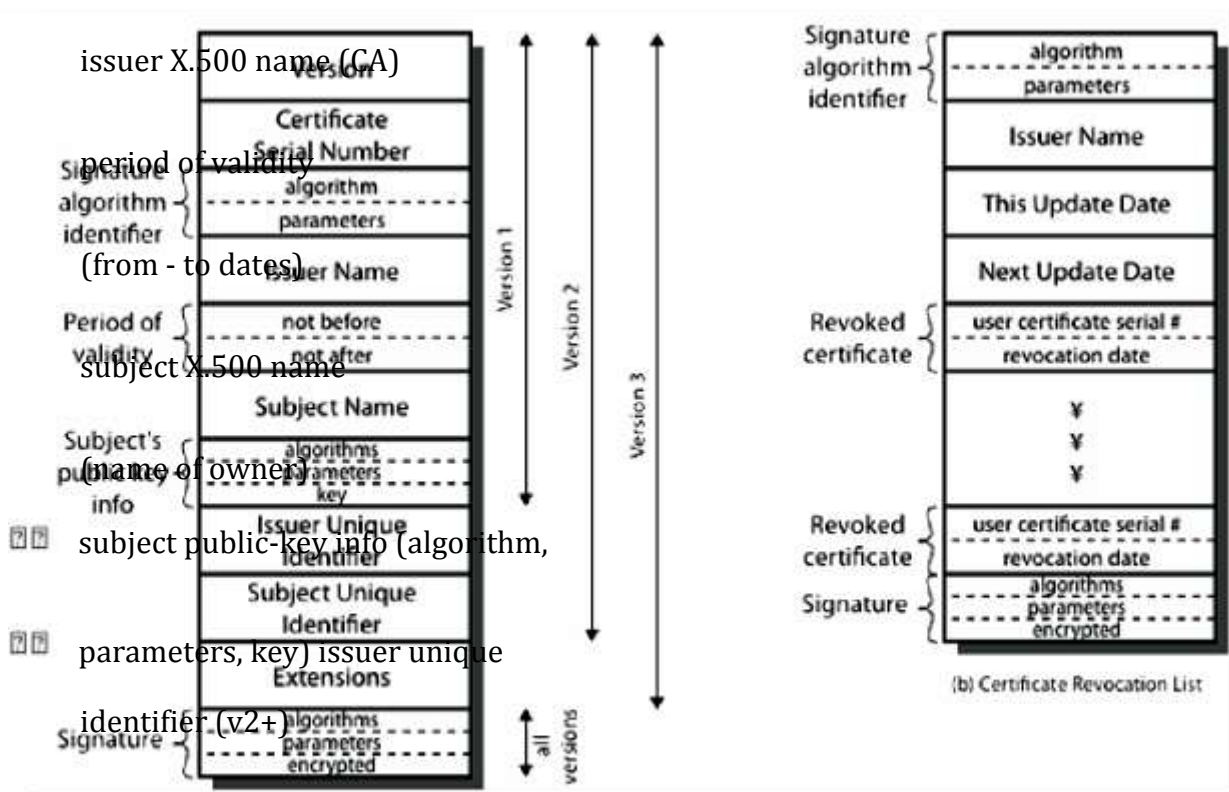 issuer X.500 name (CA)
Version
Certificate
Serial Number
period of validity
Signature
algorithm
identifier
algorithm
parameters
(from - to dates)
Issuer Name
Period of
validity
not before
not after
subject X.500 name
Subject Name
Subject's
public key
info
algorithms
parameters
key
(name of owner)
Issuer Unique
Identifier
subject public-key info (algorithm,
Subject Unique
Identifier
parameters, key) issuer unique
Extensions
identifier (v2+)
Signature
algorithms
parameters
encrypted
Version 1
Version 2
Version 3
all
versions
Signature
algorithm
identifier
algorithm
parameters
Issuer Name
This Update Date
Next Update Date
Revoked
certificate
user certificate serial #
revocation date
¥
¥
¥
Revoked
certificate
user certificate serial #
revocation date
Signature
algorithms
parameters
encrypted
(b) Certificate Revocation List